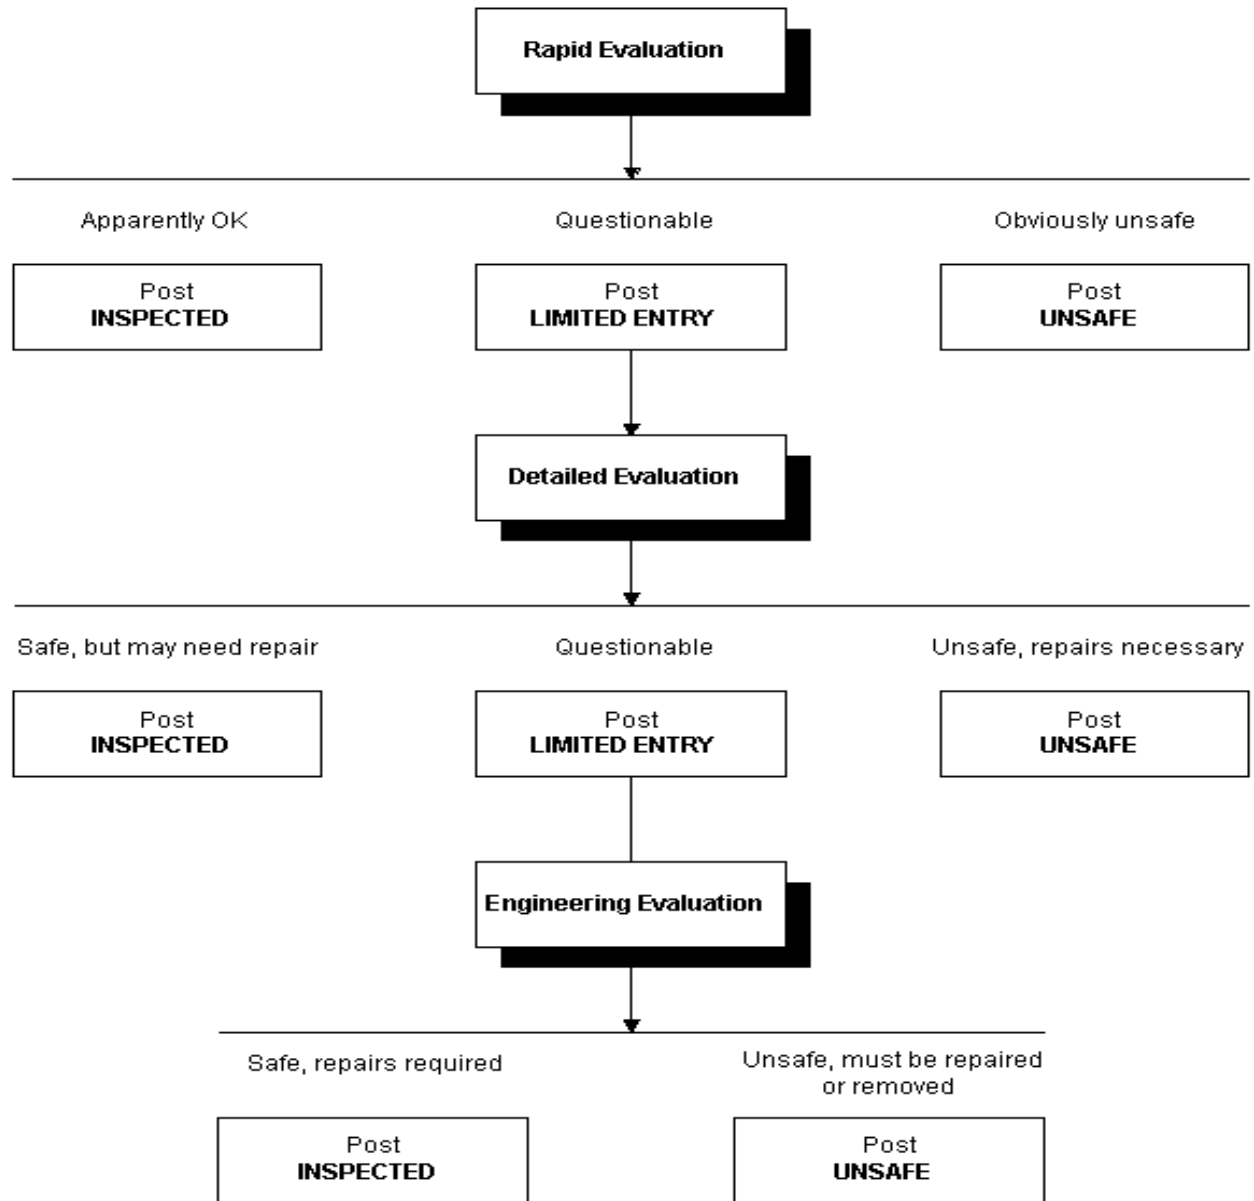 Rapid Evaluation
Apparently OK
Questionable
Obviously unsafe
Post
INSPECTED
Post
LIMITED ENTRY
Post
UNSAFE
Detailed Evaluation
Safe, but may need repair
Questionable
Unsafe, repairs necessary
Post
INSPECTED
Post
LIMITED ENTRY
Post
UNSAFE
Engineering Evaluation
Safe, repairs required
Unsafe, must be repaired
or removed
Post
INSPECTED
Post
UNSAFE